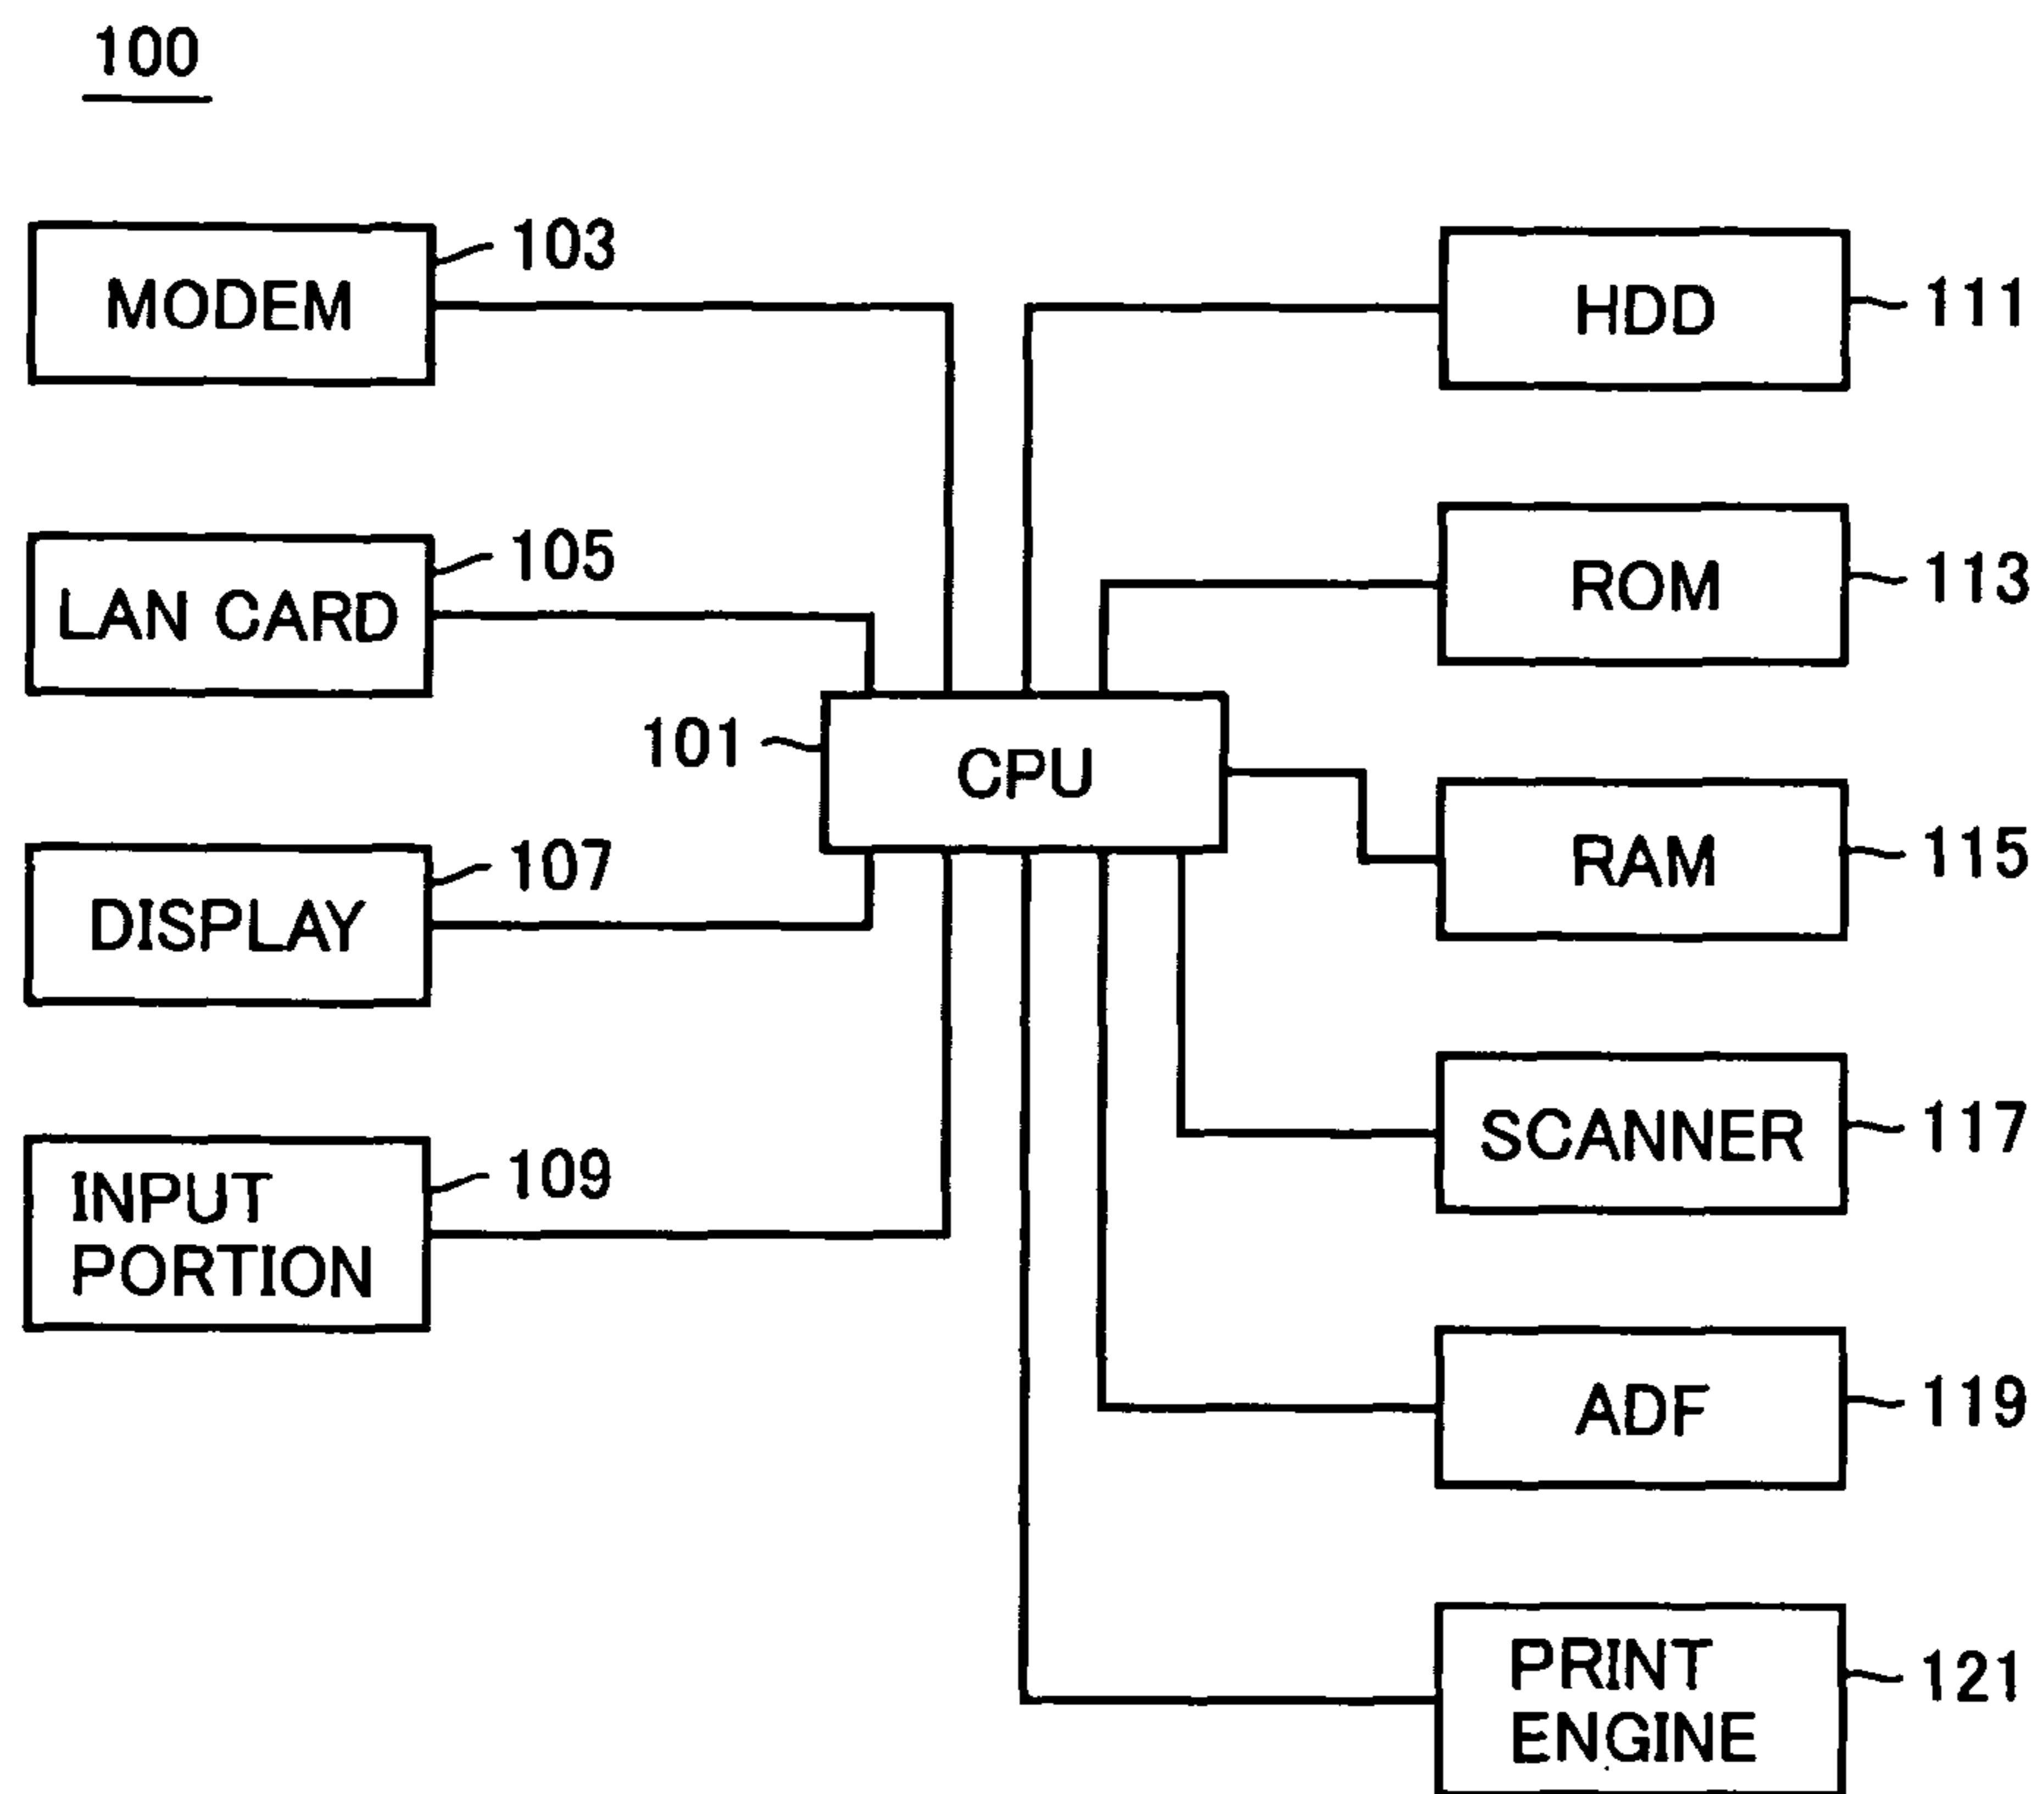 100
MODEM
103
HDD
111
LAN CARD
105
ROM
113
101
CPU
DISPLAY
107
RAM
115
INPUT
PORTION
109
SCANNER
117
ADF
119
PRINT
ENGINE
121